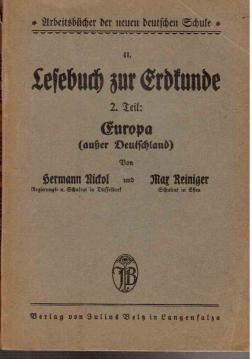 * Arbeitsbücher der neuen deutschen Schule *
11.
Lesebuch zur Erdkunde
2. Teil:
Europa
(außer Deutschland)
Von
Hermann Nickol und Max Reiniger
Regierungs- u. Schulrat in Düsseldorf Schulrat in Essen
JB
Verlag von Julius Beltz in Langensalza